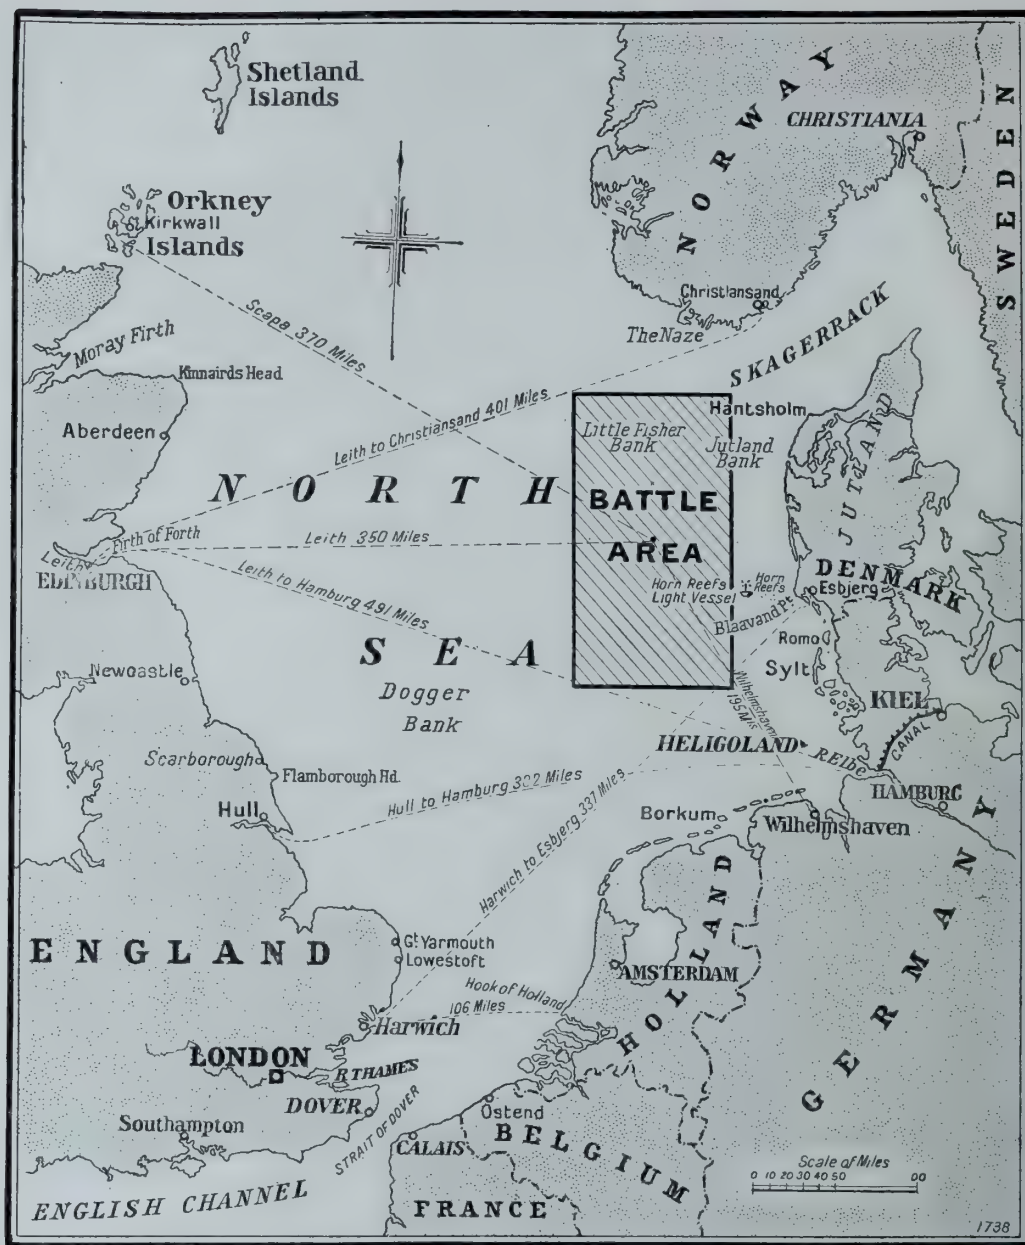 Shetland
Islands
Orkney
Kirkwall
Islands
NORWAY
CHRISTIANIA
SWEDEN
Christiansand
The Naze
SKAGERRACK
Moray Firth
Kinnairds Head
Aberdeen
Scapa 370 Miles
Leith to Christiansand 401 Miles
Hantsholm
Little Fisher
Bank
Jutland
Bank
JUTLAND
NORTH
SEA
BATTLE
AREA
Firth of Forth
Leith
EDINBURGH
Leith 350 Miles
Leith to Hamburg 491 Miles
Horn Reefs
Light Vessel
Horn
Reefs
DENMARK
Esbjerg
Blaavand Pt
Romo
Sylt
Newcastle
Dogger
Bank
Wilhelmshaven
195 Mls
KIEL
CANAL
HELIGOLAND
R Elbe
Scarborough
Flamborough Hd.
Hull to Hamburg 322 Miles
HAMBURG
Hull
Borkum
Wilhelmshaven
Harwich to Esbjerg 337 Miles
ENGLAND
Gt Yarmouth
Lowestoft
AMSTERDAM
HOLLAND
GERMANY
Hook of Holland
106 Miles
Harwich
LONDON
R THAMES
DOVER
STRAIT OF DOVER
Southampton
Ostend
CALAIS
BELGIUM
ENGLISH CHANNEL
FRANCE
Scale of Miles
0 10 20 30 40 50 00
1738